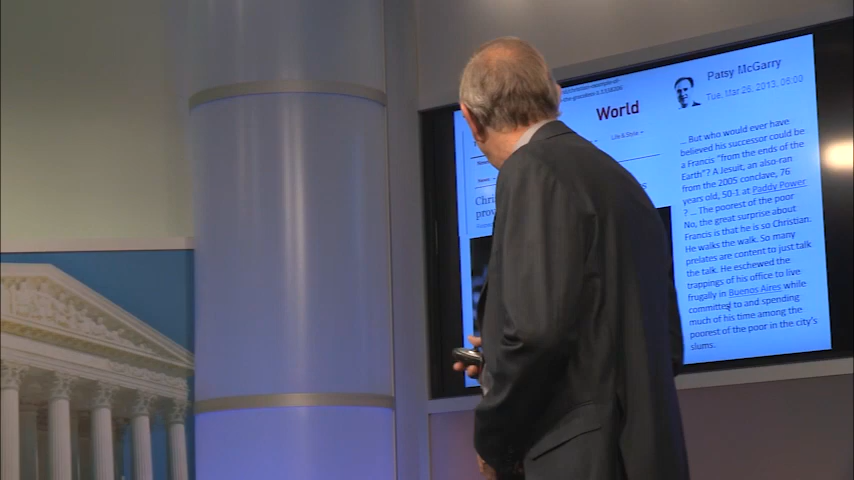 World
Life & Style
Patsy McGarry
Tue, Mar 26, 2013, 06:00
... But who would ever have
believed his successor could be
a Francis "from the ends of the
Earth"? A Jesuit, an also-ran
from the 2005 conclave, 76
years old, 50-1 at Paddy Power
? ... The poorest of the poor
No, the great surprise about
Francis is that he is so Christian.
He walks the walk. So many
prelates are content to just talk
the talk. He eschewed the
trappings of his office to live
frugally in Buenos Aires while
committed to and spending
much of his time among the
poorest of the poor in the city's
slums.